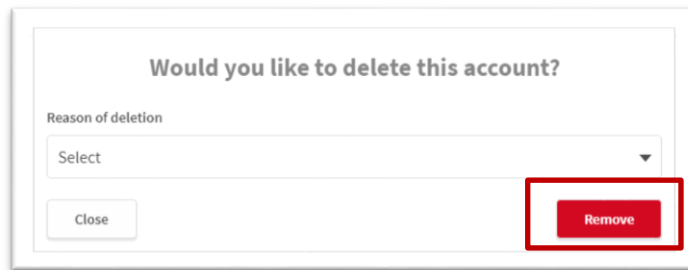 Would you like to delete this account?
Reason of deletion
Select
Close
Remove